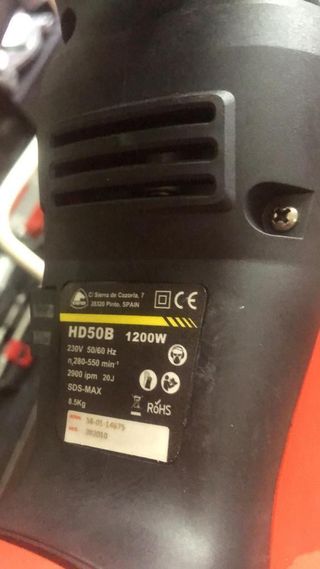 C/ Sierra de Cazorla, 7
28320 Pinto, SPAIN
CE
HD50B 1200W
230V 50/60 Hz
n₀280-550 min⁻¹
2900 ipm 20J
SDS-MAX
8.5Kg
RoHS